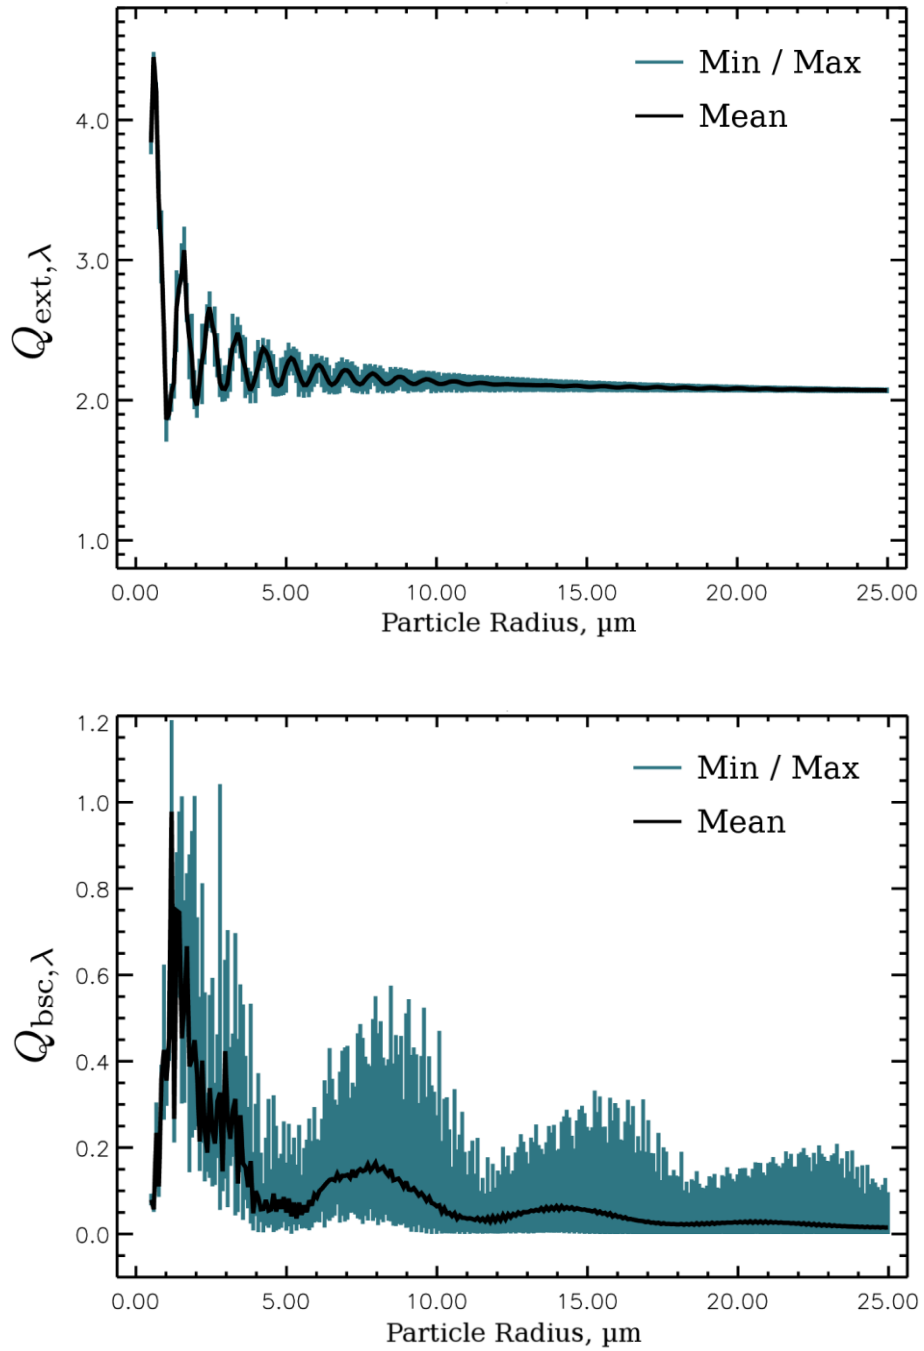 Min / Max
Mean
4.0
3.0
2.0
1.0
Q_ext,λ
0.00 5.00 10.00 15.00 20.00 25.00
Particle Radius, µm
Min / Max
Mean
1.2
1.0
0.8
0.6
0.4
0.2
0.0
Q_bsc,λ
0.00 5.00 10.00 15.00 20.00 25.00
Particle Radius, µm